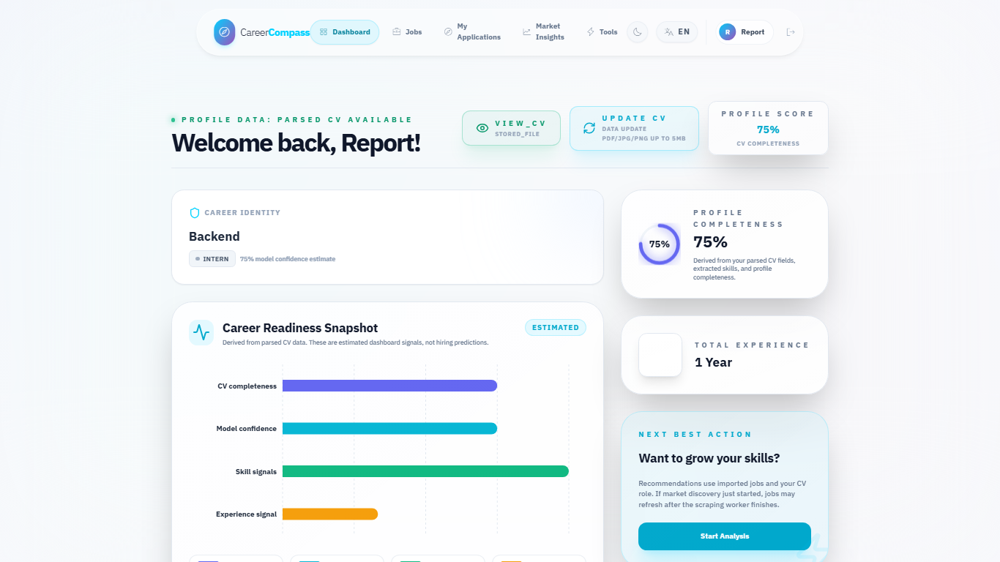 CareerCompass
Dashboard
Jobs
My
Applications
Market
Insights
Tools
EN
R
Report
PROFILE DATA: PARSED CV AVAILABLE
Welcome back, Report!
VIEW_CV
STORED_FILE
UPDATE CV
DATA UPDATE
PDF/JPG/PNG UP TO 5MB
PROFILE SCORE
75%
CV COMPLETENESS
CAREER IDENTITY
Backend
INTERN
75% model confidence estimate
75%
PROFILE
COMPLETENESS
75%
Derived from your parsed CV fields,
extracted skills, and profile
completeness.
Career Readiness Snapshot
Derived from parsed CV data. These are estimated dashboard signals, not hiring predictions.
ESTIMATED
CV completeness
Model confidence
Skill signals
Experience signal
TOTAL EXPERIENCE
1 Year
NEXT BEST ACTION
Want to grow your skills?
Recommendations use imported jobs and your CV
role. If market discovery just started, jobs may
refresh after the scraping worker finishes.
Start Analysis